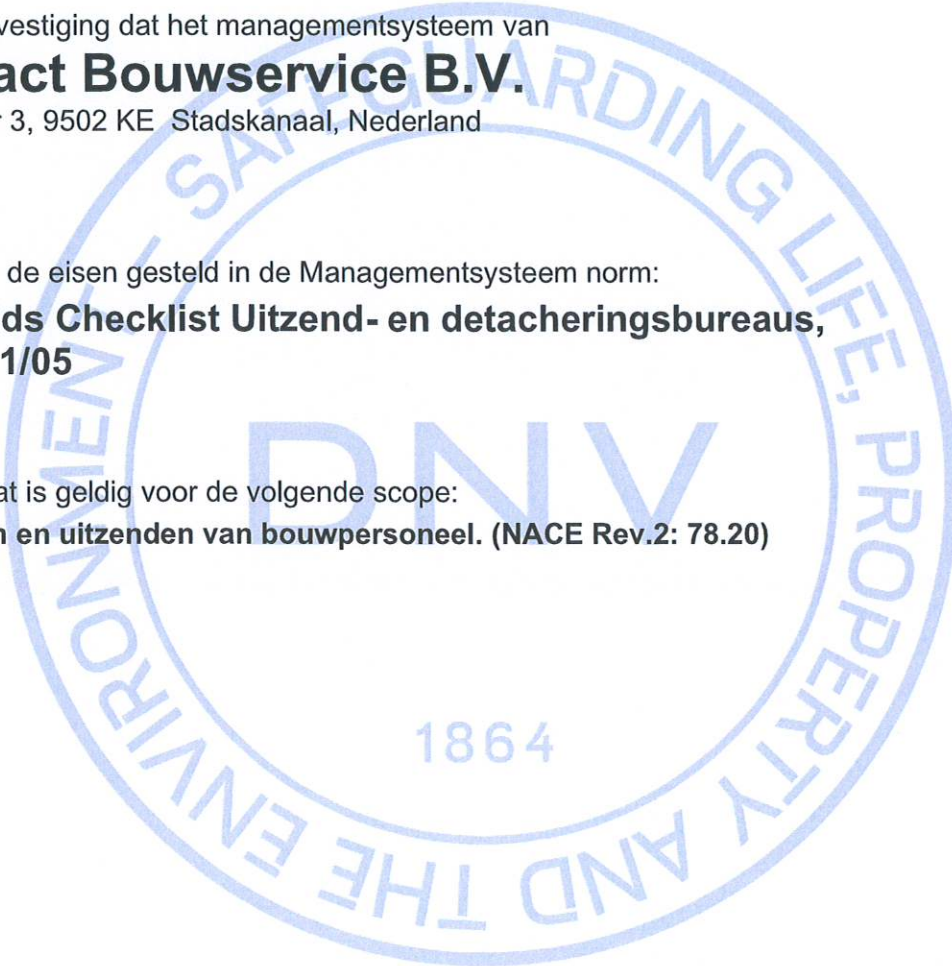 vestiging dat het managementsysteem van
act Bouwservice B.V.
3, 9502 KE Stadskanaal, Nederland
de eisen gesteld in de Managementsysteem norm:
ds Checklist Uitzend- en detacheringsbureaus,
1/05
at is geldig voor de volgende scope:
n en uitzenden van bouwpersoneel. (NACE Rev.2: 78.20)
SAFEGUARDING LIFE, PROPERTY AND THE ENVIRONMENT
DNV
1864